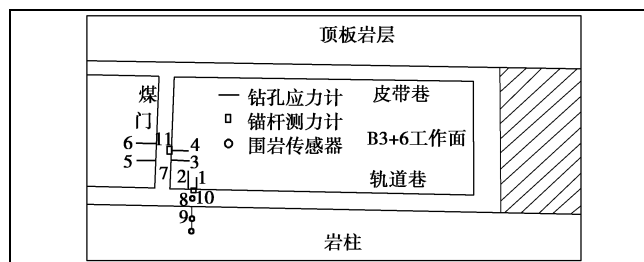 顶板岩层
煤门
钻孔应力计
锚杆测力计
围岩传感器
皮带巷
B3+6工作面
轨道巷
6
11
4
5
3
7
2
1
8
10
9
岩柱